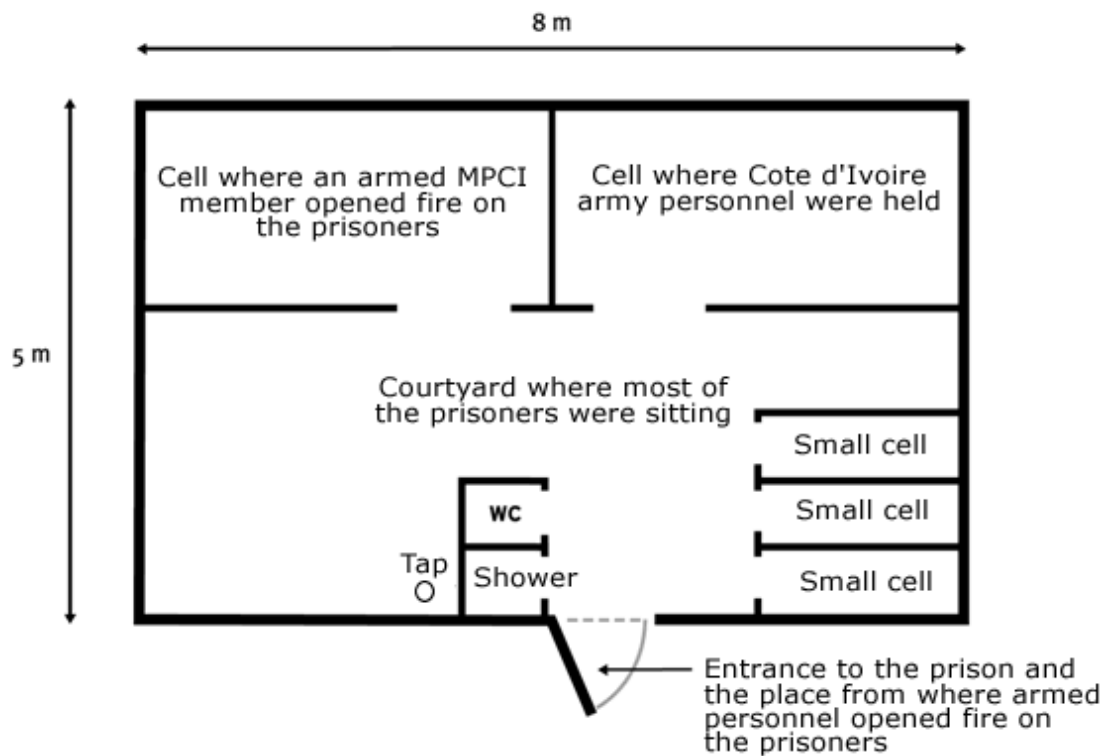 8 m
Cell where an armed MPCI
member opened fire on
the prisoners
Cell where Cote d'Ivoire
army personnel were held
5 m
Courtyard where most of
the prisoners were sitting
Small cell
WC
Small cell
Tap
Shower
Small cell
Entrance to the prison and
the place from where armed
personnel opened fire on
the prisoners